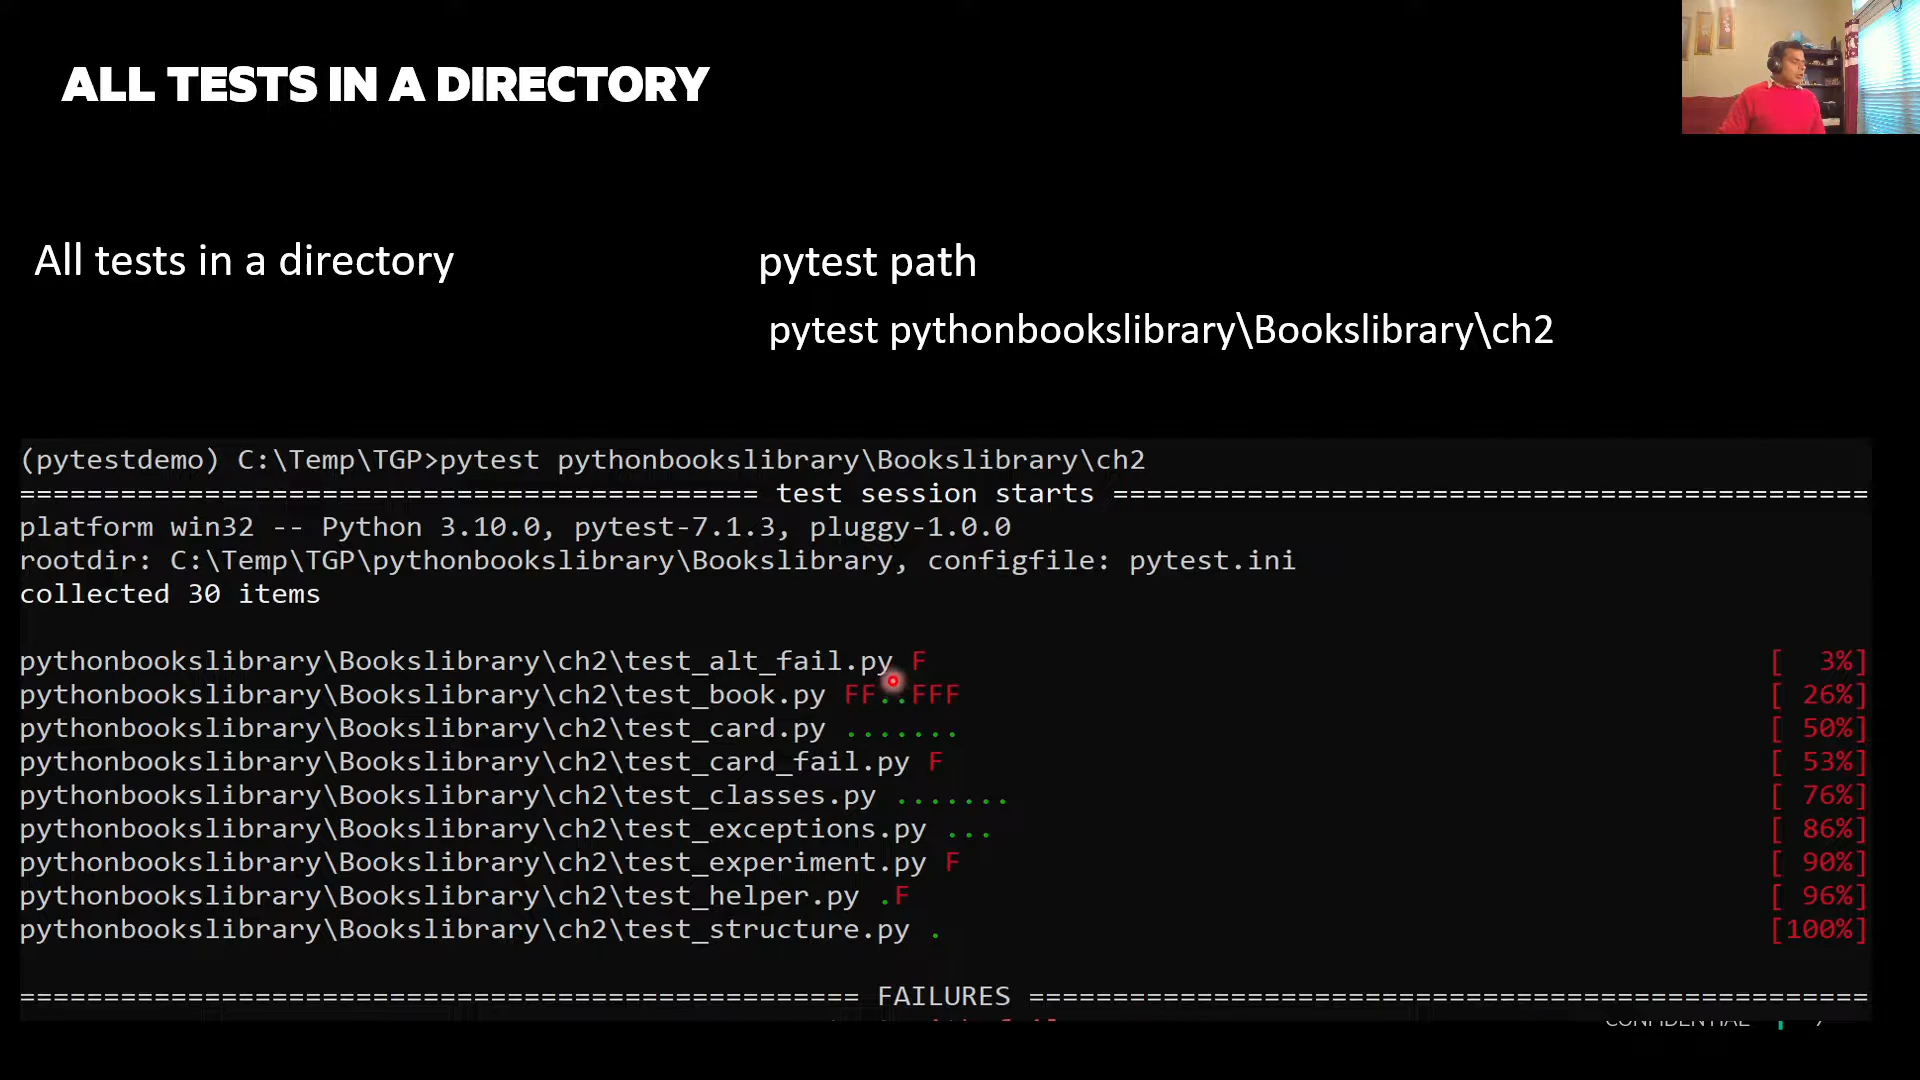 ALL TESTS IN A DIRECTORY
All tests in a directory
pytest path
pytest pythonbookslibrary\Bookslibrary\ch2
(pytestdemo) C:\Temp\TGP>pytest pythonbookslibrary\Bookslibrary\ch2
============================================ test session starts =============================================
platform win32 -- Python 3.10.0, pytest-7.1.3, pluggy-1.0.0
rootdir: C:\Temp\TGP\pythonbookslibrary\Bookslibrary, configfile: pytest.ini
collected 30 items
pythonbookslibrary\Bookslibrary\ch2\test_alt_fail.py F [  3%]
pythonbookslibrary\Bookslibrary\ch2\test_book.py FF..FFF [ 26%]
pythonbookslibrary\Bookslibrary\ch2\test_card.py ....... [ 50%]
pythonbookslibrary\Bookslibrary\ch2\test_card_fail.py F [ 53%]
pythonbookslibrary\Bookslibrary\ch2\test_classes.py ....... [ 76%]
pythonbookslibrary\Bookslibrary\ch2\test_exceptions.py ... [ 86%]
pythonbookslibrary\Bookslibrary\ch2\test_experiment.py F [ 90%]
pythonbookslibrary\Bookslibrary\ch2\test_helper.py .F [ 96%]
pythonbookslibrary\Bookslibrary\ch2\test_structure.py . [100%]
================================================== FAILURES ==================================================
CONFIDENTIAL